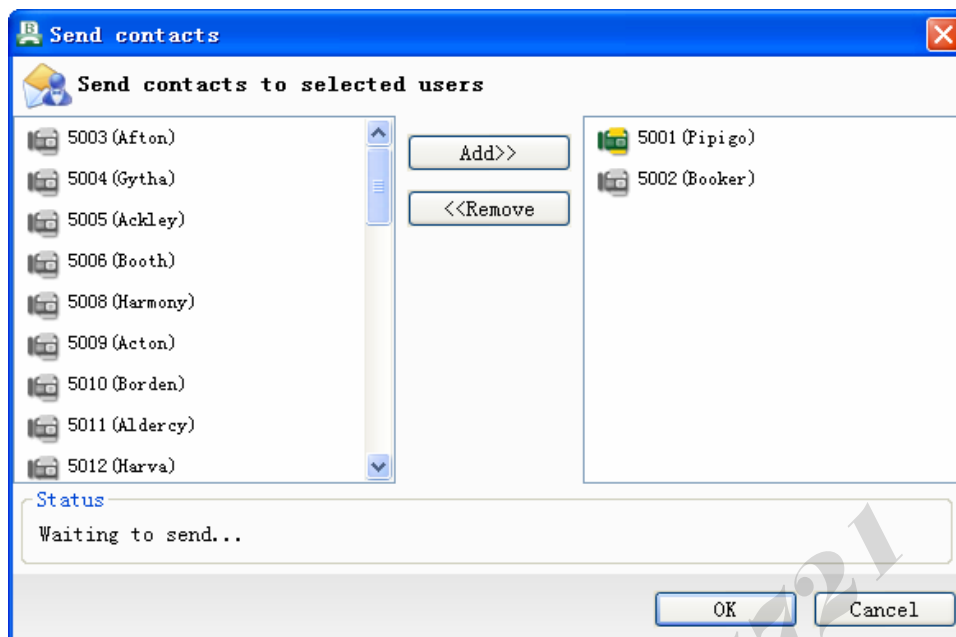 Send contacts
Send contacts to selected users
5003(Afton)
5004(Gytha)
5005(Ackley)
5006(Booth)
5008(Harmony)
5009(Acton)
5010(Borden)
5011(Aldercy)
5012(Harva)
Add>>
<<Remove
5001(Pipigo)
5002(Booker)
Status
Waiting to send...
OK
Cancel
721